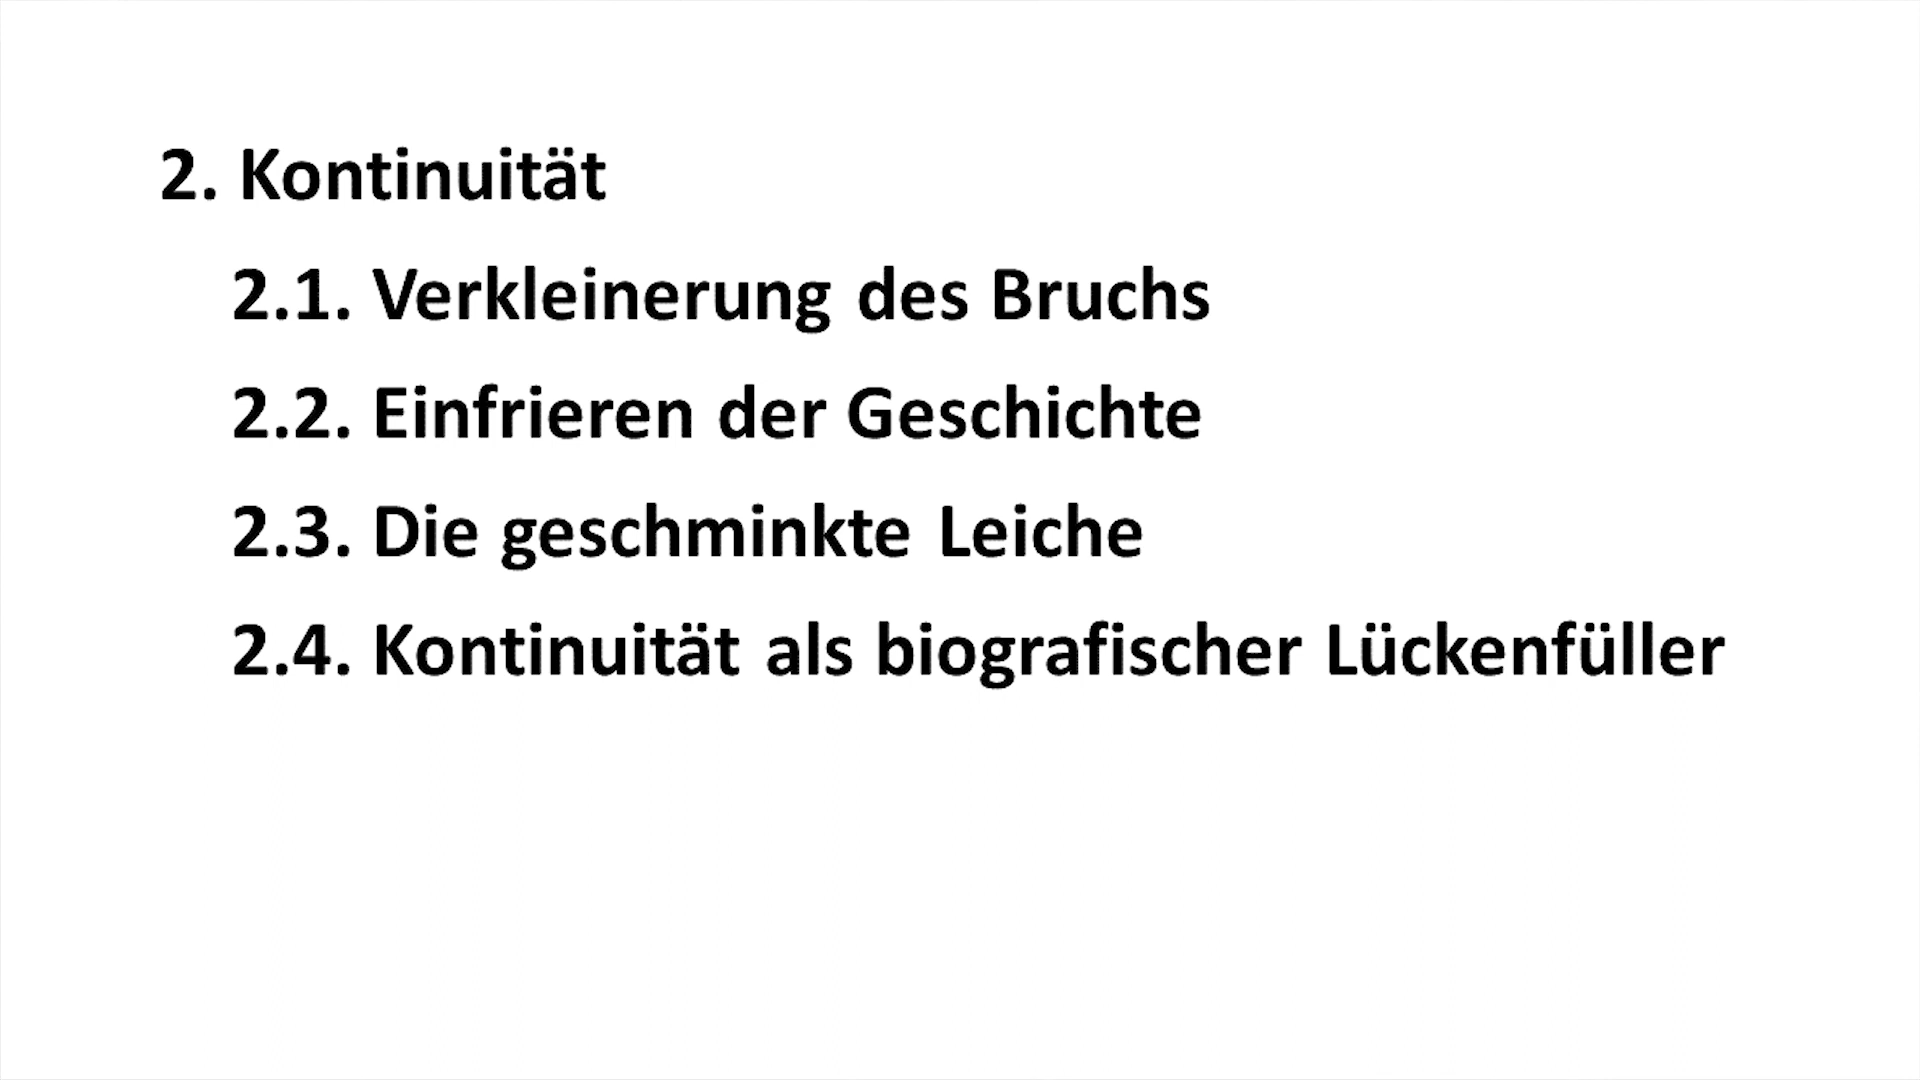 2. Kontinuität
2.1. Verkleinerung des Bruchs
2.2. Einfrieren der Geschichte
2.3. Die geschminkte Leiche
2.4. Kontinuität als biografischer Lückenfüller